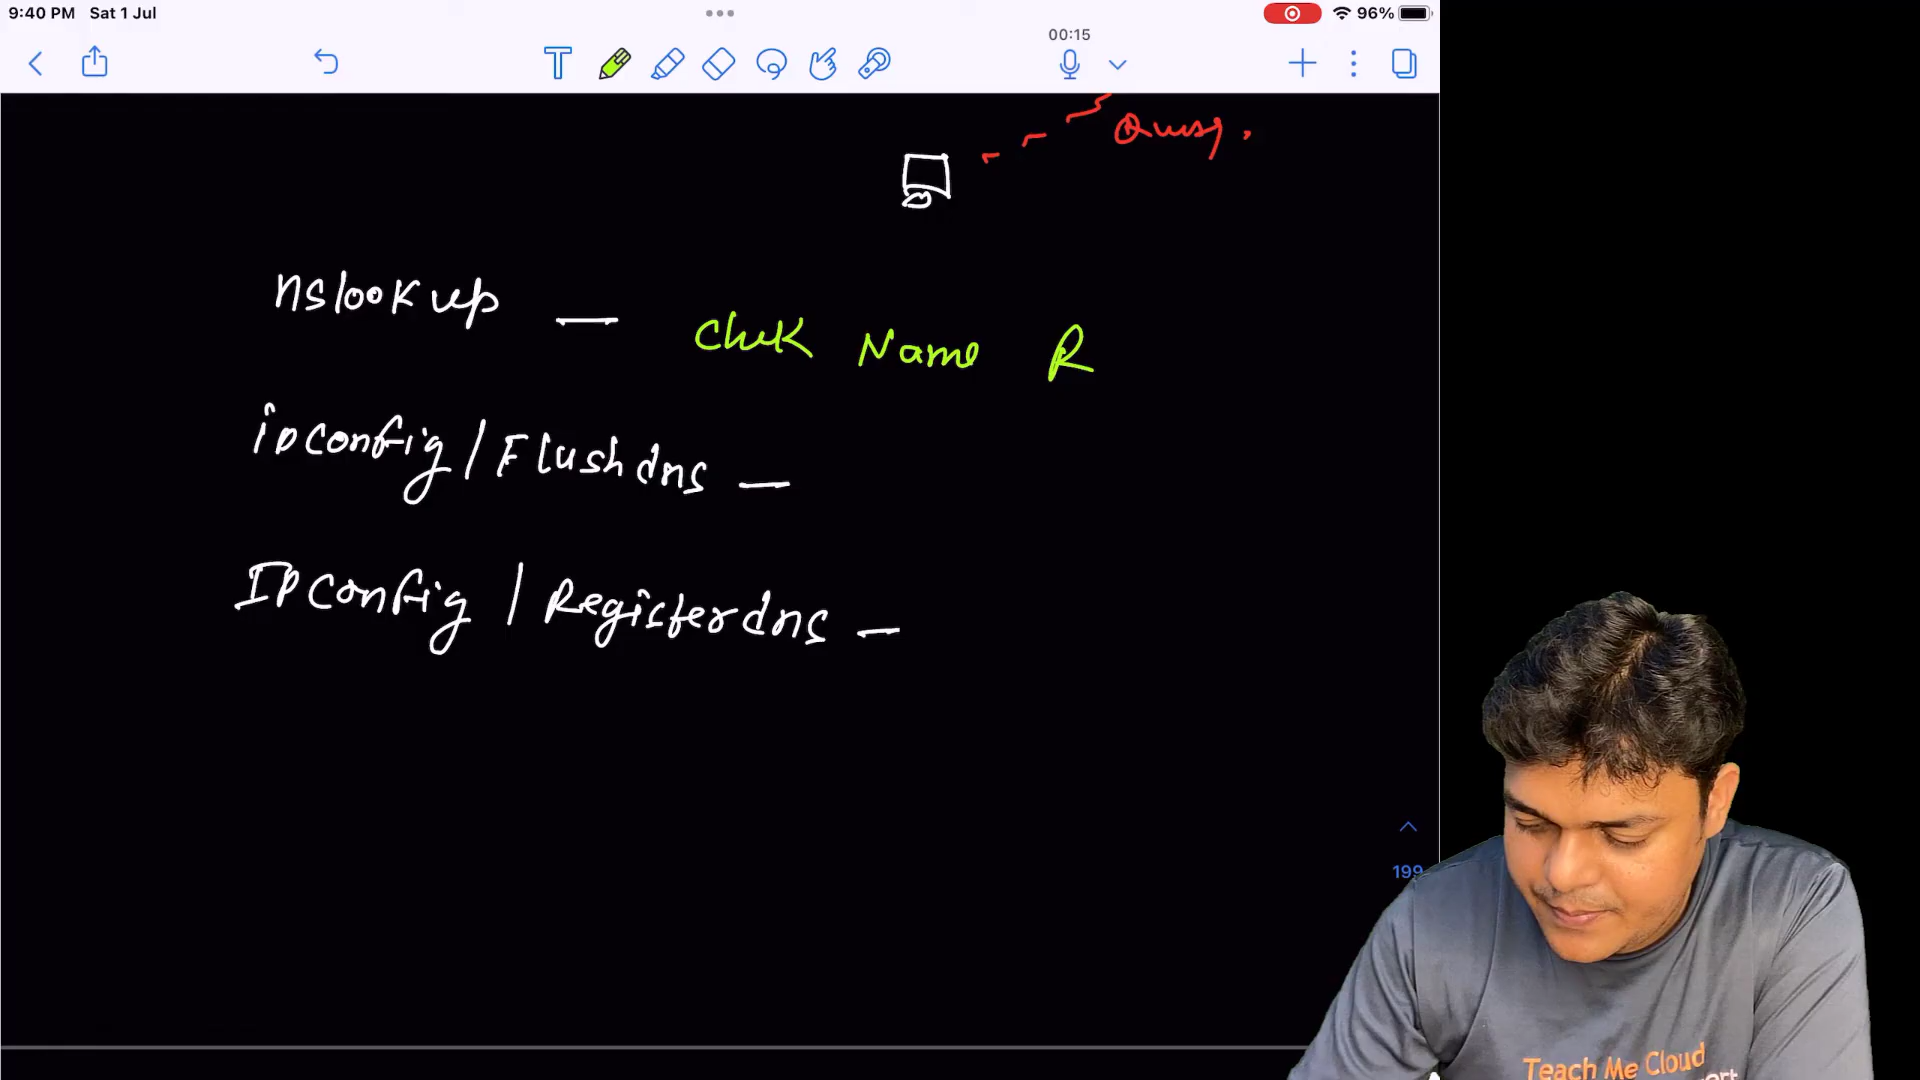 9:40 PM Sat 1 Jul
96%
00:15
T
Query.
nslookup — Chek Name R
ipconfig/Flushdns —
IPConfig / Registerdns —
199
Teach Me Cloud